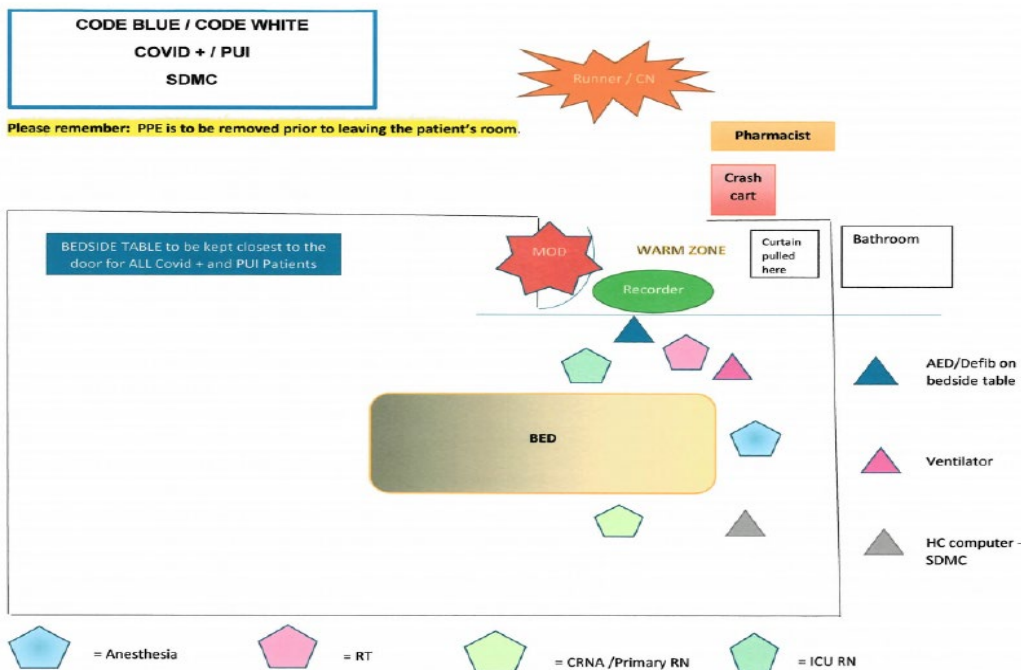 CODE BLUE / CODE WHITE
COVID + / PUI
SDMC
Runner / CN
Please remember: PPE is to be removed prior to leaving the patient's room.
Pharmacist
Crash
cart
BEDSIDE TABLE to be kept closest to the
door for ALL Covid + and PUI Patients
MOD
WARM ZONE
Curtain
pulled
here
Bathroom
Recorder
AED/Defib on
bedside table
BED
Ventilator
HC computer -
SDMC
= Anesthesia
= RT
= CRNA /Primary RN
= ICU RN